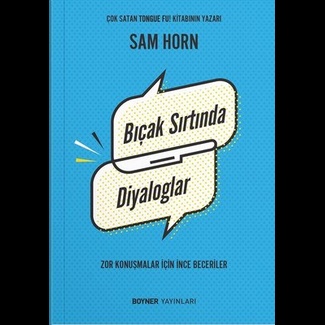 ÇOK SATAN TONGUE FU! KİTABININ YAZARI
SAM HORN
Bıçak Sırtında
Diyaloglar
ZOR KONUŞMALAR İÇİN İNCE BECERİLER
BOYNER YAYINLARI